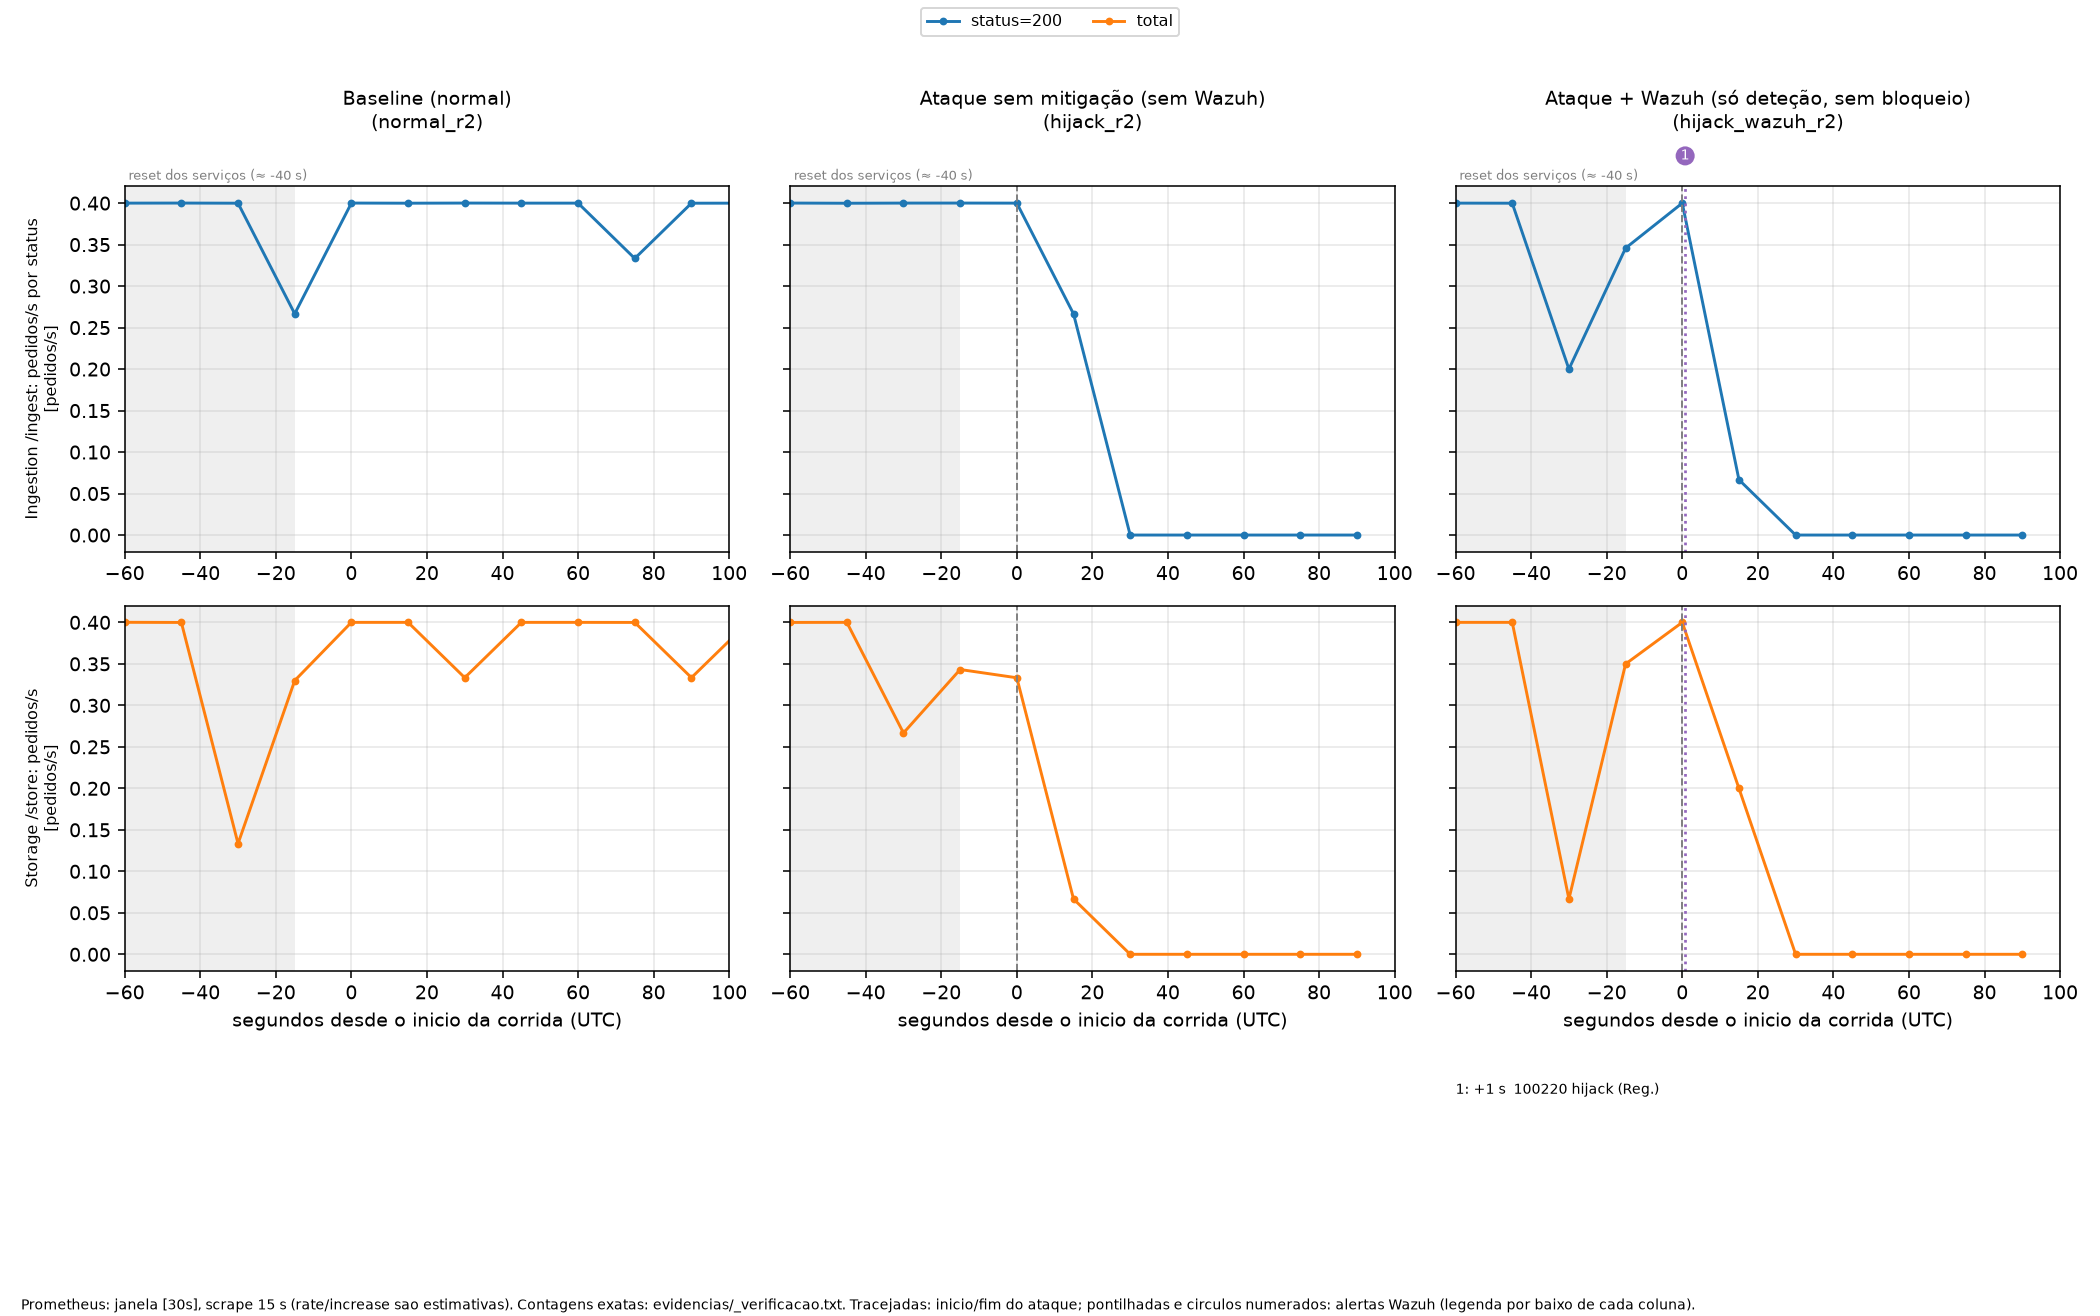 status=200 total
Baseline (normal)
(normal_r2)
Ataque sem mitigação (sem Wazuh)
(hijack_r2)
Ataque + Wazuh (só deteção, sem bloqueio)
(hijack_wazuh_r2)
1
reset dos serviços (≈ -40 s)
reset dos serviços (≈ -40 s)
reset dos serviços (≈ -40 s)
Ingestion /ingest: pedidos/s por status
[pedidos/s]
0.40
0.35
0.30
0.25
0.20
0.15
0.10
0.05
0.00
−60 −40 −20 0 20 40 60 80 100
−60 −40 −20 0 20 40 60 80 100
−60 −40 −20 0 20 40 60 80 100
Storage /store: pedidos/s
[pedidos/s]
0.40
0.35
0.30
0.25
0.20
0.15
0.10
0.05
0.00
−60 −40 −20 0 20 40 60 80 100
−60 −40 −20 0 20 40 60 80 100
−60 −40 −20 0 20 40 60 80 100
segundos desde o inicio da corrida (UTC)
segundos desde o inicio da corrida (UTC)
segundos desde o inicio da corrida (UTC)
1: +1 s 100220 hijack (Reg.)
Prometheus: janela [30s], scrape 15 s (rate/increase sao estimativas). Contagens exatas: evidencias/_verificacao.txt. Tracejadas: inicio/fim do ataque; pontilhadas e circulos numerados: alertas Wazuh (legenda por baixo de cada coluna).